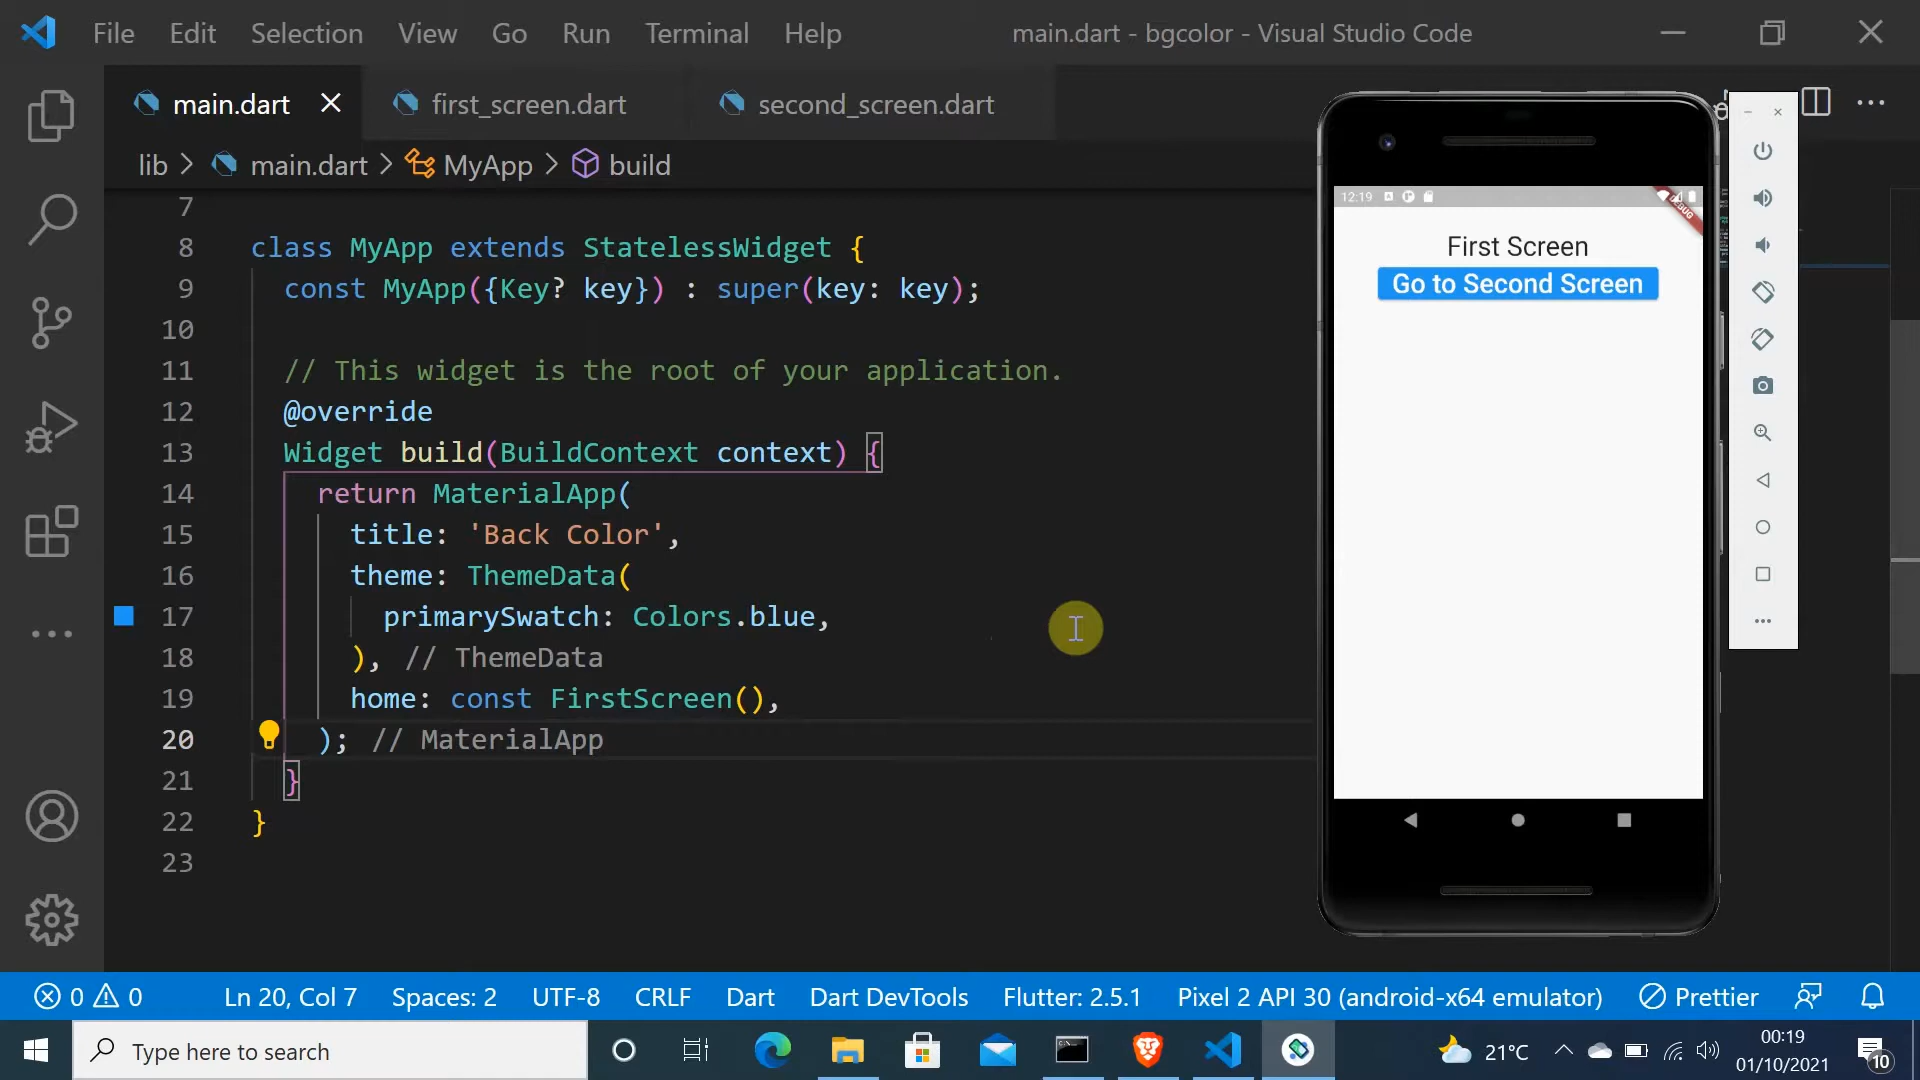 File Edit Selection View Go Run Terminal Help main.dart - bgcolor - Visual Studio Code
main.dart first_screen.dart second_screen.dart
lib > main.dart > MyApp > build
7
8 class MyApp extends StatelessWidget {
9 const MyApp({Key? key}) : super(key: key);
10
11 // This widget is the root of your application.
12 @override
13 Widget build(BuildContext context) {
14 return MaterialApp(
15 title: 'Back Color',
16 theme: ThemeData(
17 primarySwatch: Colors.blue,
18 ), // ThemeData
19 home: const FirstScreen(),
20 ); // MaterialApp
21 }
22 }
23
12:19
DEBUG
First Screen
Go to Second Screen
0 0 Ln 20, Col 7 Spaces: 2 UTF-8 CRLF Dart Dart DevTools Flutter: 2.5.1 Pixel 2 API 30 (android-x64 emulator) Prettier
Type here to search
21°C
00:19
01/10/2021
10